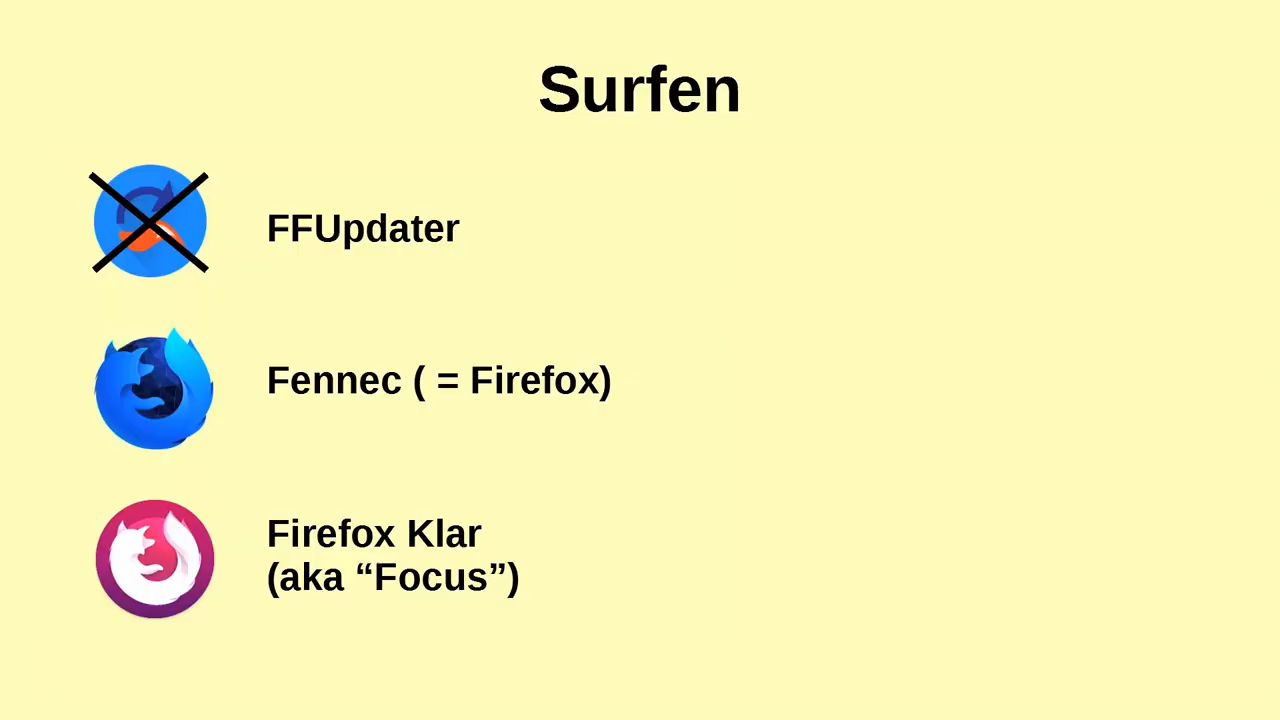 Surfen
FFUpdater
Fennec ( = Firefox)
Firefox Klar
(aka “Focus”)